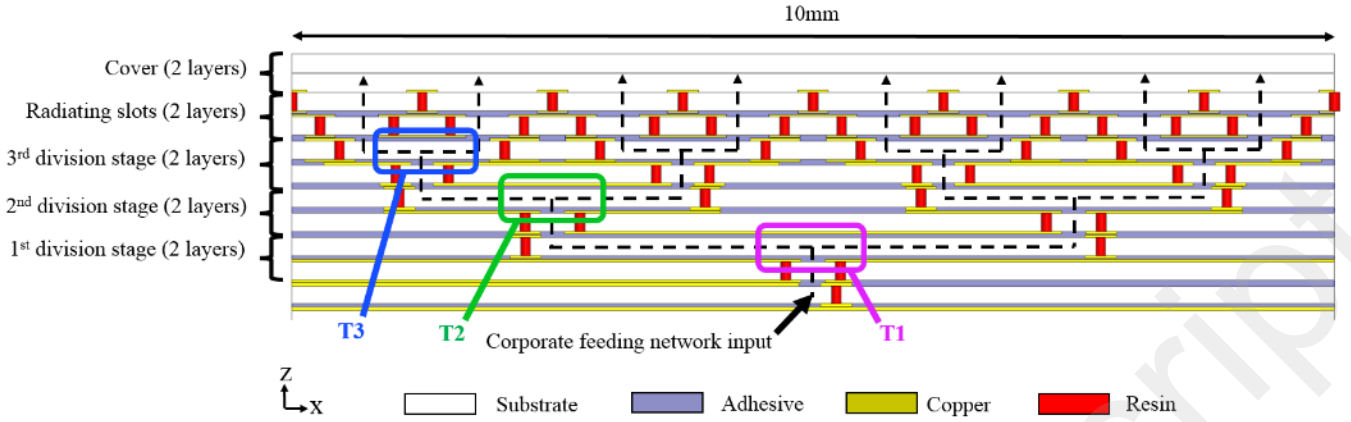 10mm
Cover (2 layers)
Radiating slots (2 layers)
3rd division stage (2 layers)
2nd division stage (2 layers)
1st division stage (2 layers)
T3
T2
T1
Corporate feeding network input
Z
X
Substrate
Adhesive
Copper
Resin
cript